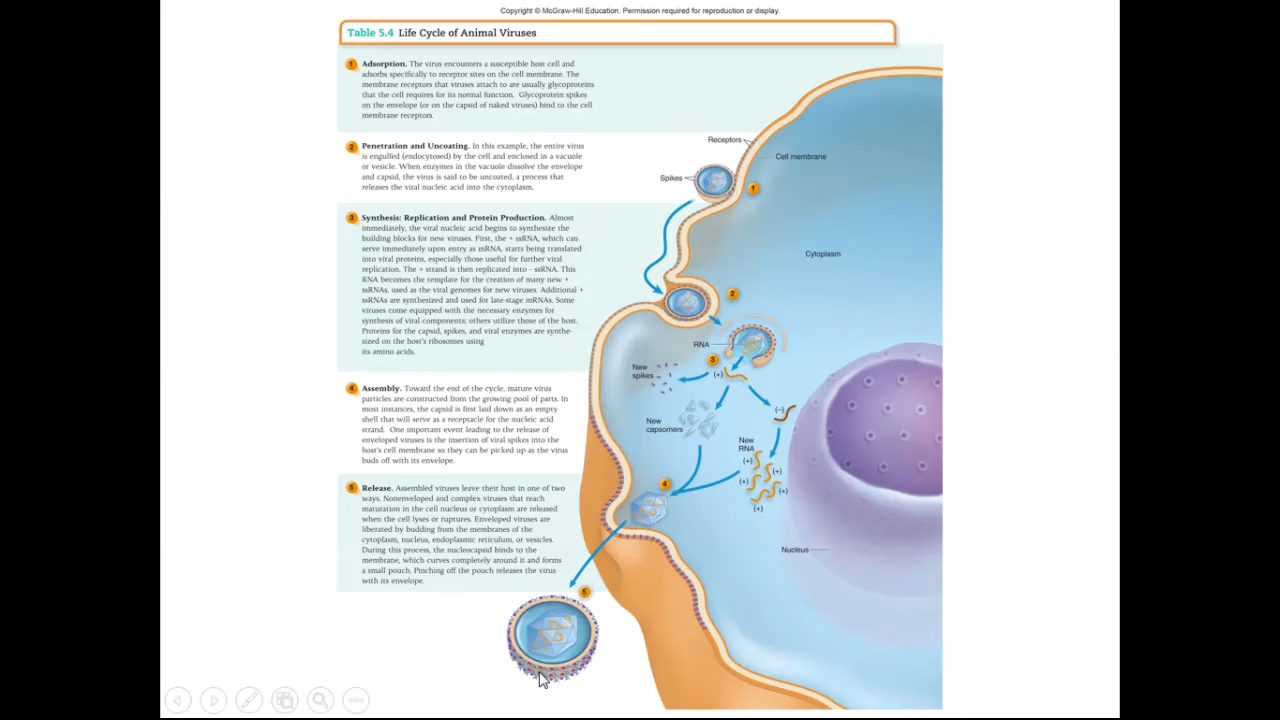 Copyright © McGraw-Hill Education. Permission required for reproduction or display.
Table 5.4 Life Cycle of Animal Viruses
1 Adsorption. The virus encounters a susceptible host cell and
adsorbs specifically to receptor sites on the cell membrane. The
membrane receptors that viruses attach to are usually glycoproteins
that the cell requires for its normal function. Glycoprotein spikes
on the envelope (or on the capsid of naked viruses) bind to the cell
membrane receptors.
2 Penetration and Uncoating. In this example, the entire virus
is engulfed (endocytosed) by the cell and enclosed in a vacuole
or vesicle. When enzymes in the vacuole dissolve the envelope
and capsid, the virus is said to be uncoated, a process that
releases the viral nucleic acid into the cytoplasm.
3 Synthesis: Replication and Protein Production. Almost
immediately, the viral nucleic acid begins to synthesize the
building blocks for new viruses. First, the + ssRNA, which can
serve immediately upon entry as mRNA, starts being translated
into viral proteins, especially those useful for further viral
replication. The + strand is then replicated into - ssRNA. This
RNA becomes the template for the creation of many new +
ssRNAs, used as the viral genomes for new viruses. Additional +
ssRNAs are synthesized and used for late-stage mRNAs. Some
viruses come equipped with the necessary enzymes for
synthesis of viral components: others utilize those of the host.
Proteins for the capsid, spikes, and viral enzymes are synthe-
sized on the host's ribosomes using
its amino acids.
4 Assembly. Toward the end of the cycle, mature virus
particles are constructed from the growing pool of parts. In
most instances, the capsid is first laid down as an empty
shell that will serve as a receptacle for the nucleic acid
strand. One important event leading to the release of
enveloped viruses is the insertion of viral spikes into the
host's cell membrane so they can be picked up as the virus
buds off with its envelope.
5 Release. Assembled viruses leave their host in one of two
ways. Nonenveloped and complex viruses that reach
maturation in the cell nucleus or cytoplasm are released
when the cell lyses or ruptures. Enveloped viruses are
liberated by budding from the membranes of the
cytoplasm, nucleus, endoplasmic reticulum, or vesicles.
During this process, the nucleocapsid binds to the
membrane, which curves completely around it and forms
a small pouch. Pinching off the pouch releases the virus
with its envelope.
Receptors
Cell membrane
Spikes
1
Cytoplasm
2
RNA
3
New
spikes
(+)
(−)
New
capsomers
New
RNA
(+)
(+)
(+)
(+)
(+)
4
Nucleus
5